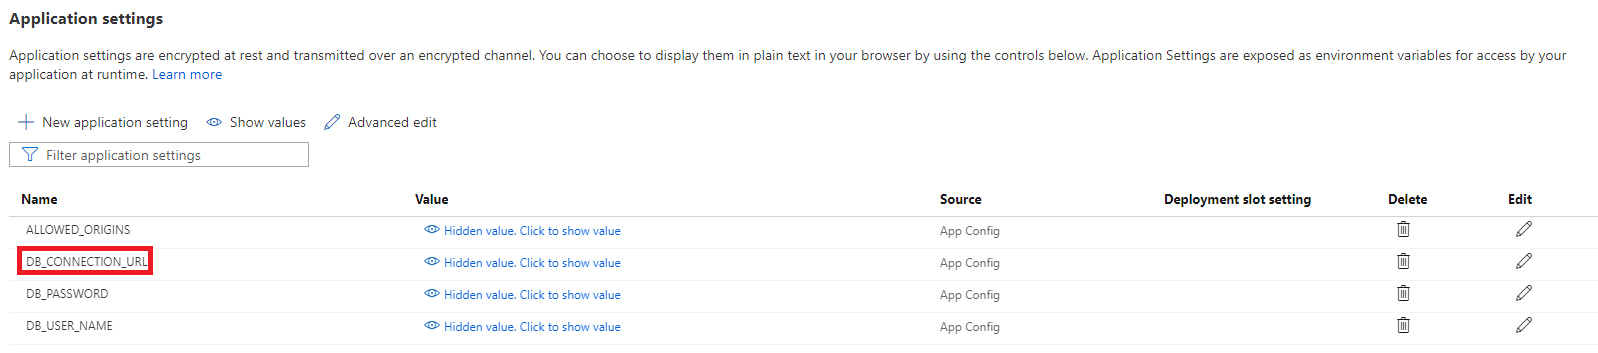 Application settings
Application settings are encrypted at rest and transmitted over an encrypted channel. You can choose to display them in plain text in your browser by using the controls below. Application Settings are exposed as environment variables for access by your
application at runtime. Learn more
New application setting Show values Advanced edit
Filter application settings
Name Value Source Deployment slot setting Delete Edit
ALLOWED_ORIGINS Hidden value. Click to show value App Config
DB_CONNECTION_URL Hidden value. Click to show value App Config
DB_PASSWORD Hidden value. Click to show value App Config
DB_USER_NAME Hidden value. Click to show value App Config